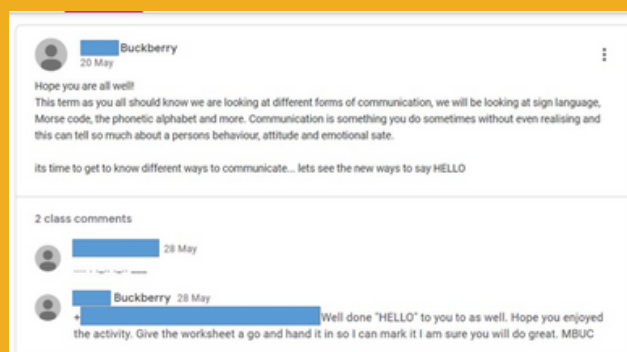 Buckberry
20 May
Hope you are all well!
This term as you all should know we are looking at different forms of communication, we will be looking at sign language,
Morse code, the phonetic alphabet and more. Communication is something you do sometimes without even realising and
this can tell so much about a persons behaviour, attitude and emotional sate.
its time to get to know different ways to communicate... lets see the new ways to say HELLO
2 class comments
28 May
Buckberry 28 May
+ Well done "HELLO" to you to as well. Hope you enjoyed
the activity. Give the worksheet a go and hand it in so I can mark it I am sure you will do great. MBUC